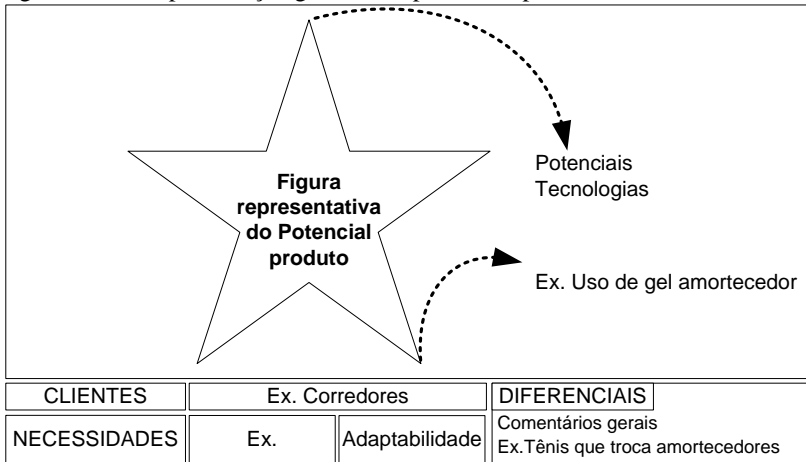 Figura
representativa
do Potencial
produto
Potenciais
Tecnologias
Ex. Uso de gel amortecedor
CLIENTES
Ex. Corredores
DIFERENCIAIS
NECESSIDADES
Ex.
Adaptabilidade
Comentários gerais
Ex.Tênis que troca amortecedores